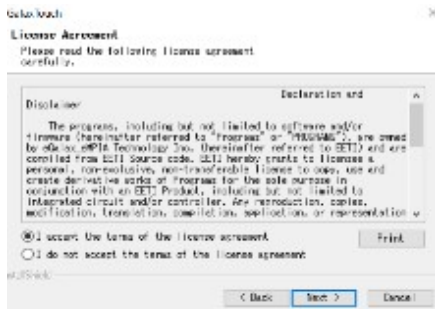 GalaxTouch
License Agreement
Please read the following license agreement
carefully.
Declaration and
Disclaimer
The programs, including but not limited to software and/or
firmware (hereinafter referred to "Programs" or "PROGRAMS"), are owned
by eGalax_eMPIA Technology Inc. (hereinafter referred to EETI) and are
compiled from EETI Source code. EETI hereby grants to licensee a
personal, non-exclusive, non-transferable license to copy, use and
create derivative works of Programs for the sole purpose in
conjunction with an EETI Product, including but not limited to
integrated circuit and/or controller. Any reproduction, copies,
modification, translation, compilation, application, or representation
I accept the terms of the license agreement
Print
I do not accept the terms of the license agreement
InstallShield
< Back
Next >
Cancel